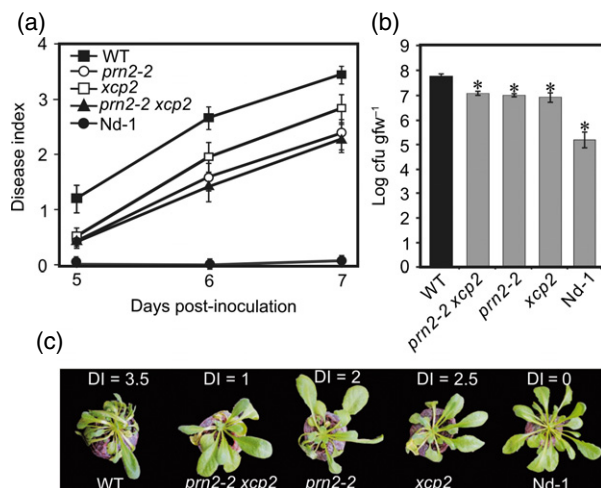 (a)
Disease index
4
3
2
1
0
WT
prn2-2
xcp2
prn2-2 xcp2
Nd-1
5
6
7
Days post-inoculation
(b)
Log cfu gfw⁻¹
9
8
7
6
5
4
3
2
1
0
*
*
*
*
WT
prn2-2 xcp2
prn2-2
xcp2
Nd-1
(c)
DI = 3.5
DI = 1
DI = 2
DI = 2.5
DI = 0
WT
prn2-2 xcp2
prn2-2
xcp2
Nd-1